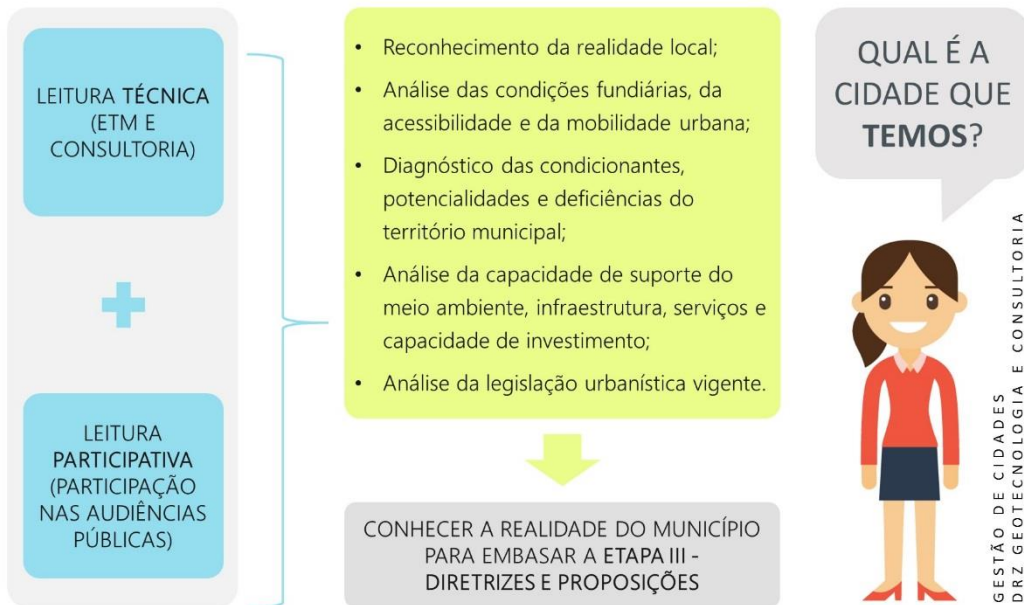 LEITURA TÉCNICA
(ETM E
CONSULTORIA)
LEITURA
PARTICIPATIVA
(PARTICIPAÇÃO
NAS AUDIÊNCIAS
PÚBLICAS)
• Reconhecimento da realidade local;
• Análise das condições fundiárias, da
acessibilidade e da mobilidade urbana;
• Diagnóstico das condicionantes,
potencialidades e deficiências do
território municipal;
• Análise da capacidade de suporte do
meio ambiente, infraestrutura, serviços e
capacidade de investimento;
• Análise da legislação urbanística vigente.
CONHECER A REALIDADE DO MUNICÍPIO
PARA EMBASAR A ETAPA III -
DIRETRIZES E PROPOSIÇÕES
QUAL É A
CIDADE QUE
TEMOS?
GESTÃO DE CIDADES
DRZ GEOTECNOLOGIA E CONSULTORIA